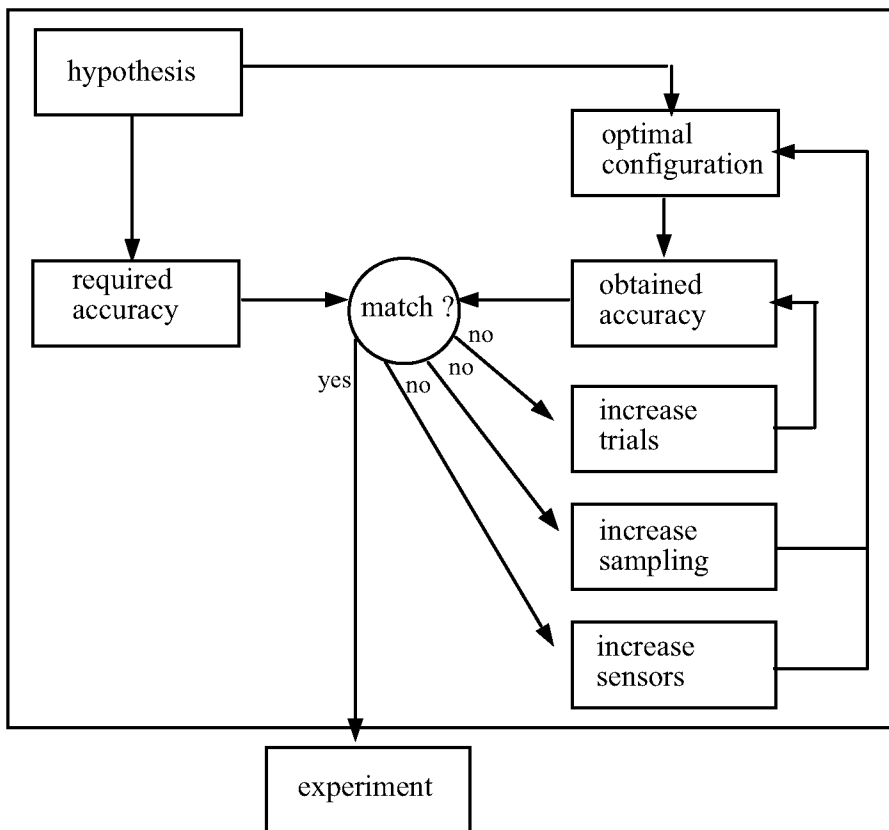 hypothesis
optimal
configuration
required
accuracy
match ?
obtained
accuracy
no
no
yes
no
increase
trials
increase
sampling
increase
sensors
experiment